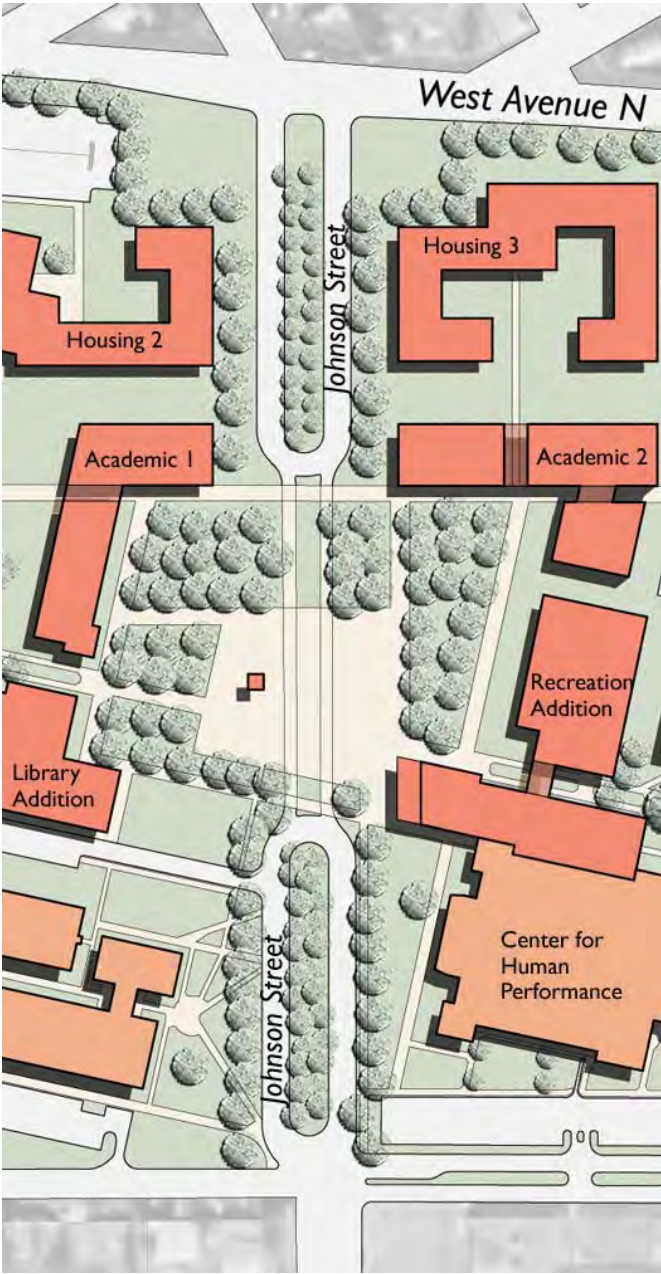 West Avenue N
Johnson Street
Housing 3
Housing 2
Academic 1
Academic 2
Recreation
Addition
Library
Addition
Center for
Human
Performance
Johnson Street